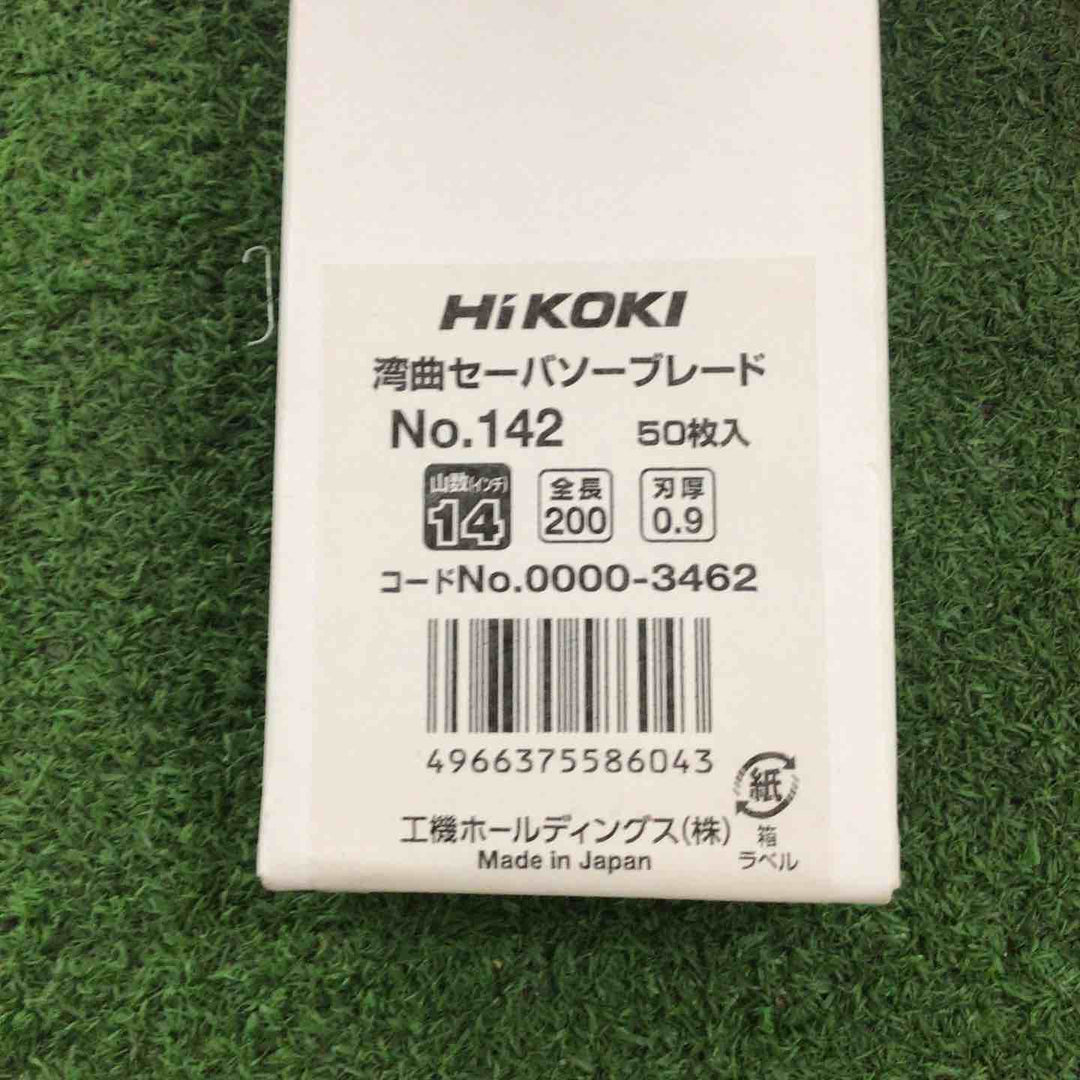 HiKOKI
湾曲セーバソーブレード
No.142 50枚入
山数(インチ) 全長 刃厚
14 200 0.9
コードNo.0000-3462
4966375586043
紙
工機ホールディングス(株) 箱
Made in Japan ラベル